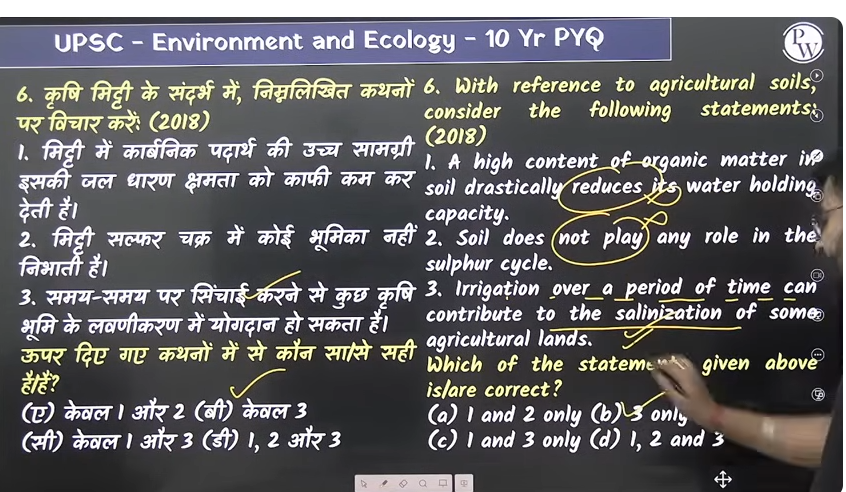 UPSC - Environment and Ecology - 10 Yr PYQ
PW
6. कृषि मिट्टी के संदर्भ में, निम्नलिखित कथनों
पर विचार करें: (2018)
1. मिट्टी में कार्बनिक पदार्थ की उच्च सामग्री
इसकी जल धारण क्षमता को काफी कम कर
देती है।
2. मिट्टी सल्फर चक्र में कोई भूमिका नहीं
निभाती है।
3. समय-समय पर सिंचाई करने से कुछ कृषि
भूमि के लवणीकरण में योगदान हो सकता है।
ऊपर दिए गए कथनों में से कौन सा/से सही
है/हैं?
(ए) केवल 1 और 2 (बी) केवल 3
(सी) केवल 1 और 3 (डी) 1, 2 और 3
6. With reference to agricultural soils,
consider the following statements:
(2018)
1. A high content of organic matter in
soil drastically reduces its water holding
capacity.
2. Soil does not play any role in the
sulphur cycle.
3. Irrigation over a period of time can
contribute to the salinization of some
agricultural lands.
Which of the statements given above
is/are correct?
(a) 1 and 2 only (b) 3 only
(c) 1 and 3 only (d) 1, 2 and 3